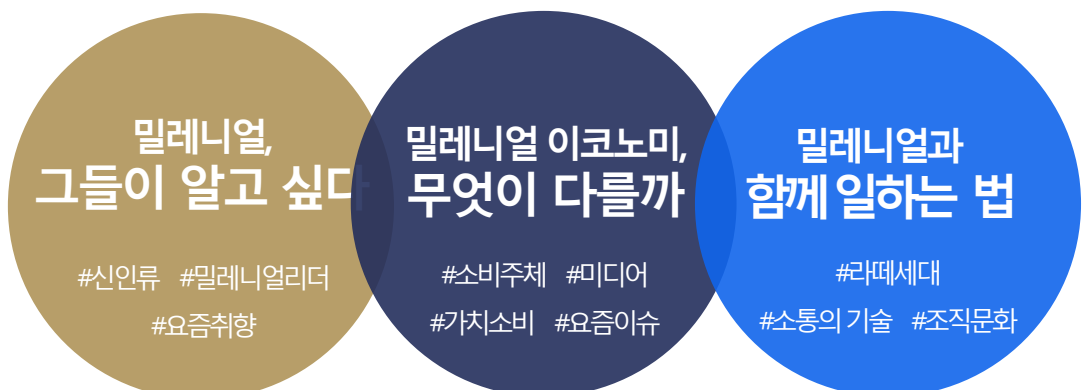 밀레니얼,
그들이 알고 싶다
#신인류 #밀레니얼리더
#요즘취향
밀레니얼 이코노미,
무엇이 다를까
#소비주체 #미디어
#가치소비 #요즘이슈
밀레니얼과
함께 일하는 법
#라떼세대
#소통의 기술 #조직문화